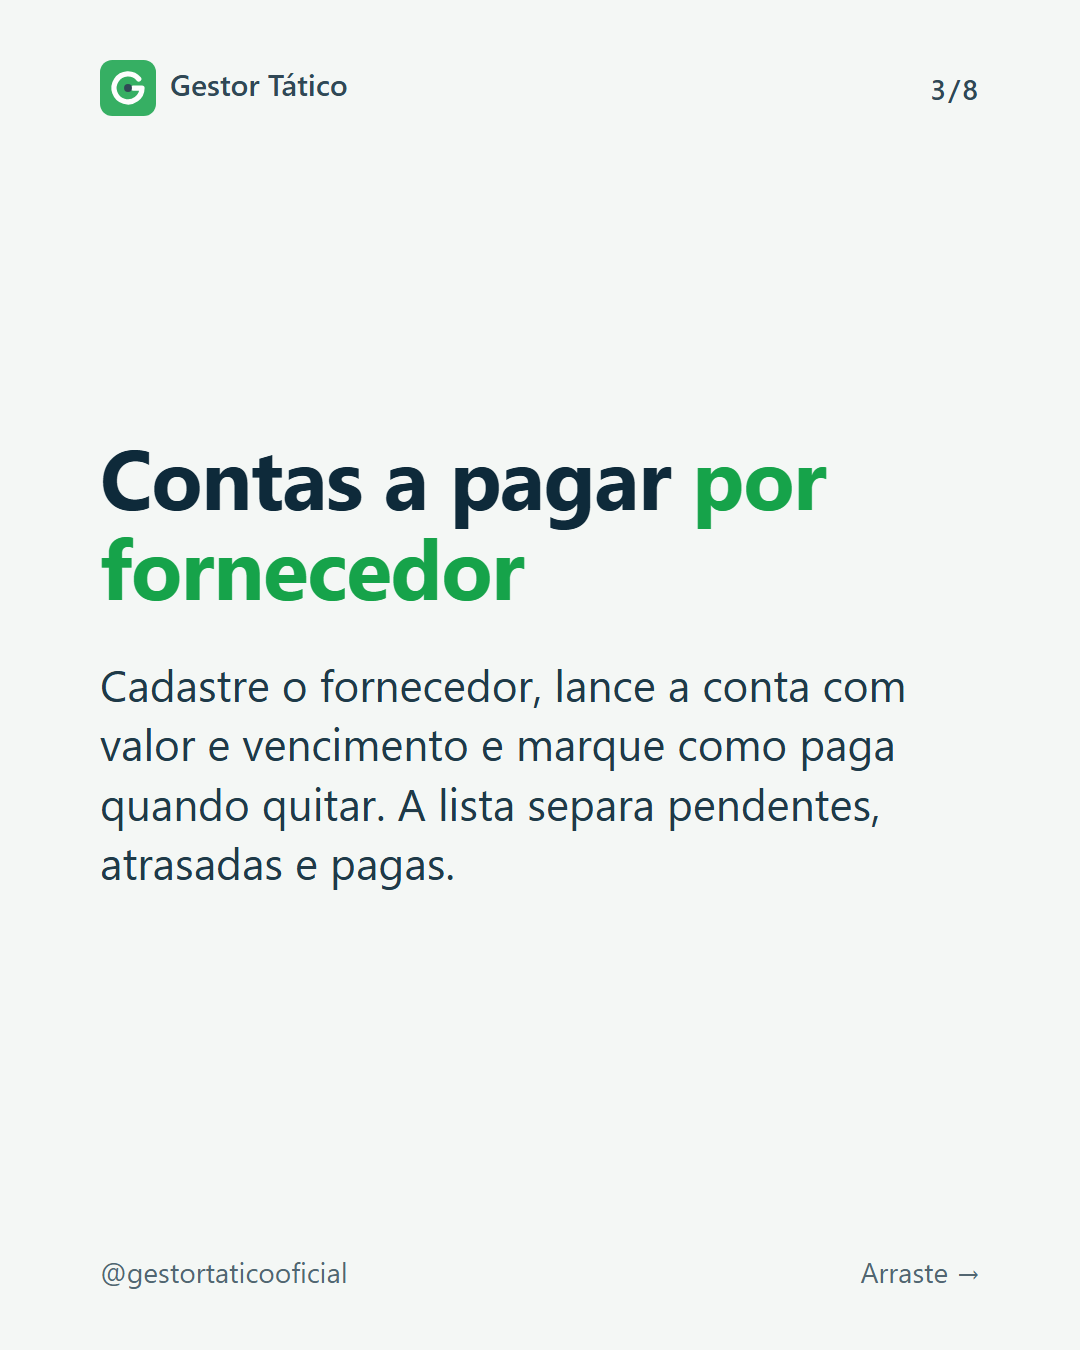 Gestor Tático
3/8
Contas a pagar por
fornecedor
Cadastre o fornecedor, lance a conta com
valor e vencimento e marque como paga
quando quitar. A lista separa pendentes,
atrasadas e pagas.
@gestortaticooficial
Arraste →